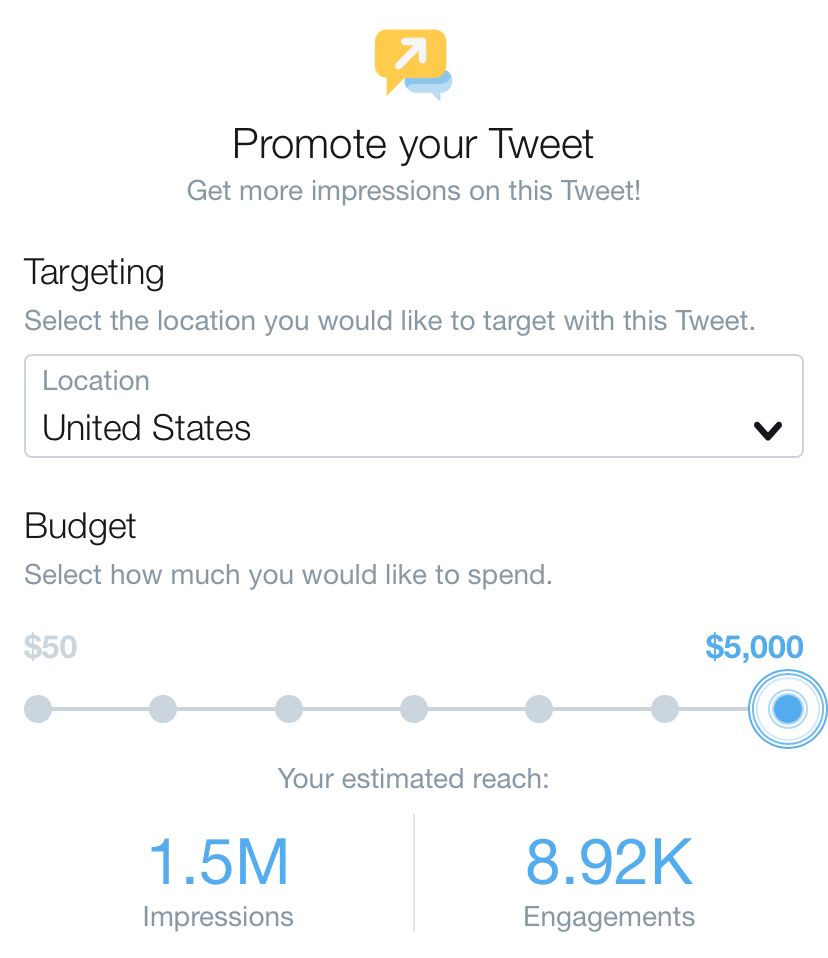 Promote your Tweet
Get more impressions on this Tweet!
Targeting
Select the location you would like to target with this Tweet.
Location
United States
Budget
Select how much you would like to spend.
$50 $5,000
Your estimated reach:
1.5M 8.92K
Impressions Engagements